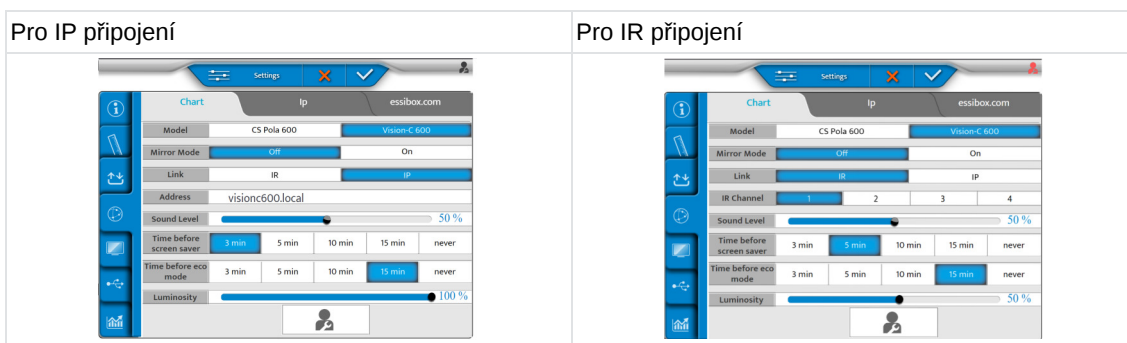 Pro IP připojení
Settings
Chart Ip essibox.com
Model CS Pola 600 Vision-C 600
Mirror Mode Off On
Link IR IP
Address visionc600.local
Sound Level 50 %
Time before screen saver 3 min 5 min 10 min 15 min never
Time before eco mode 3 min 5 min 10 min 15 min never
Luminosity 100 %
Pro IR připojení
Settings
Chart Ip essibox.com
Model CS Pola 600 Vision-C 600
Mirror Mode Off On
Link IR IP
IR Channel 1 2 3 4
Sound Level 50 %
Time before screen saver 3 min 5 min 10 min 15 min never
Time before eco mode 3 min 5 min 10 min 15 min never
Luminosity 50 %